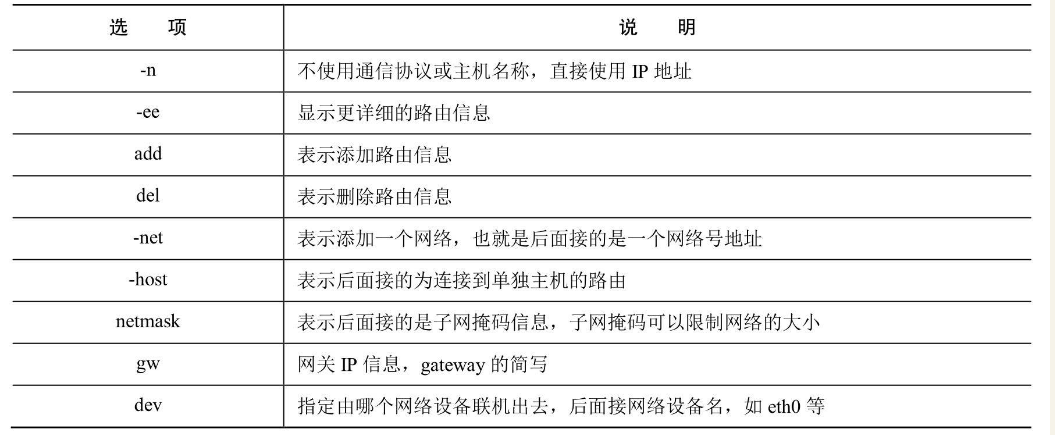 选 项 说 明
-n 不使用通信协议或主机名称，直接使用 IP 地址
-ee 显示更详细的路由信息
add 表示添加路由信息
del 表示删除路由信息
-net 表示添加一个网络，也就是后面接的是一个网络号地址
-host 表示后面接的为连接到单独主机的路由
netmask 表示后面接的是子网掩码信息，子网掩码可以限制网络的大小
gw 网关 IP 信息，gateway 的简写
dev 指定由哪个网络设备联机出去，后面接网络设备名，如 eth0 等